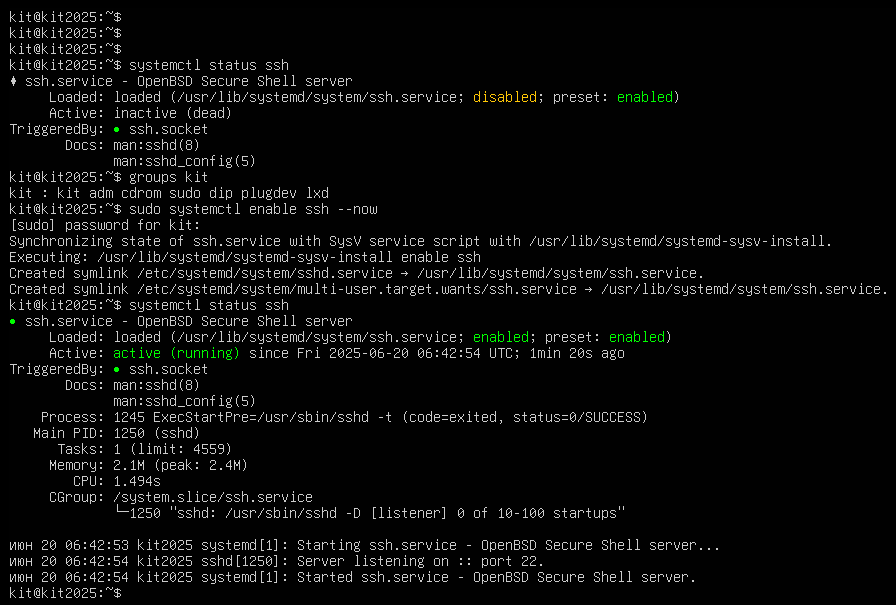 kit@kit2025:~$
kit@kit2025:~$
kit@kit2025:~$
kit@kit2025:~$ systemctl status ssh
♦ ssh.service - OpenBSD Secure Shell server
     Loaded: loaded (/usr/lib/systemd/system/ssh.service; disabled; preset: enabled)
     Active: inactive (dead)
TriggeredBy: ● ssh.socket
       Docs: man:sshd(8)
             man:sshd_config(5)
kit@kit2025:~$ groups kit
kit : kit adm cdrom sudo dip plugdev lxd
kit@kit2025:~$ sudo systemctl enable ssh --now
[sudo] password for kit:
Synchronizing state of ssh.service with SysV service script with /usr/lib/systemd/systemd-sysv-install.
Executing: /usr/lib/systemd/systemd-sysv-install enable ssh
Created symlink /etc/systemd/system/sshd.service → /usr/lib/systemd/system/ssh.service.
Created symlink /etc/systemd/system/multi-user.target.wants/ssh.service → /usr/lib/systemd/system/ssh.service.
kit@kit2025:~$ systemctl status ssh
● ssh.service - OpenBSD Secure Shell server
     Loaded: loaded (/usr/lib/systemd/system/ssh.service; enabled; preset: enabled)
     Active: active (running) since Fri 2025-06-20 06:42:54 UTC; 1min 20s ago
TriggeredBy: ● ssh.socket
       Docs: man:sshd(8)
             man:sshd_config(5)
    Process: 1245 ExecStartPre=/usr/sbin/sshd -t (code=exited, status=0/SUCCESS)
   Main PID: 1250 (sshd)
      Tasks: 1 (limit: 4559)
     Memory: 2.1M (peak: 2.4M)
        CPU: 1.494s
     CGroup: /system.slice/ssh.service
             └─1250 "sshd: /usr/sbin/sshd -D [listener] 0 of 10-100 startups"

июн 20 06:42:53 kit2025 systemd[1]: Starting ssh.service - OpenBSD Secure Shell server...
июн 20 06:42:54 kit2025 sshd[1250]: Server listening on :: port 22.
июн 20 06:42:54 kit2025 systemd[1]: Started ssh.service - OpenBSD Secure Shell server.
kit@kit2025:~$